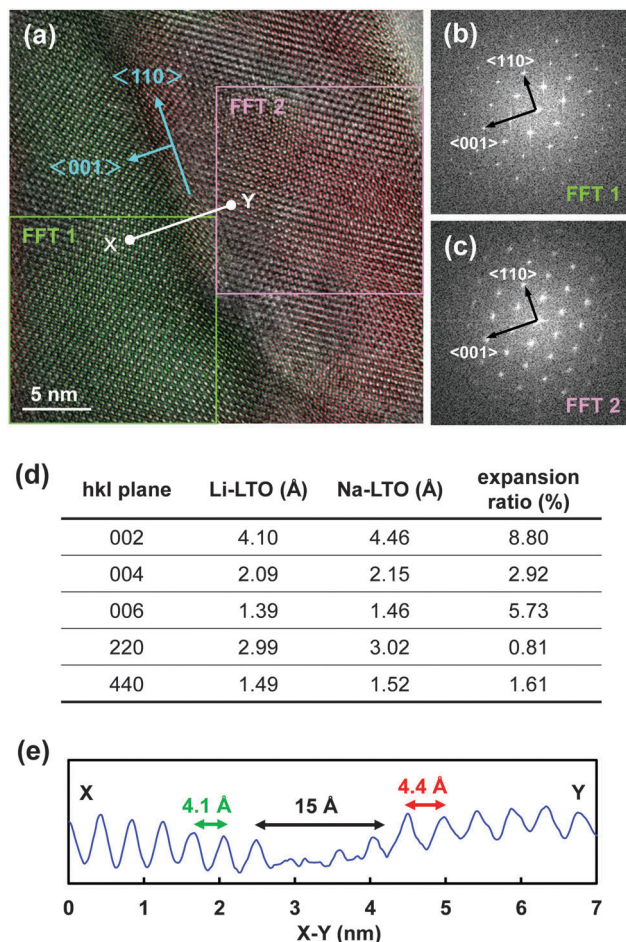 (a)
<110>
<001>
FFT 2
FFT 1
X
Y
5 nm
(b)
<110>
<001>
FFT 1
(c)
<110>
<001>
FFT 2
(d)
hkl plane Li-LTO (Å) Na-LTO (Å) expansion ratio (%)
002 4.10 4.46 8.80
004 2.09 2.15 2.92
006 1.39 1.46 5.73
220 2.99 3.02 0.81
440 1.49 1.52 1.61
(e)
X 4.1 Å 15 Å 4.4 Å Y
0 1 2 3 4 5 6 7
X-Y (nm)